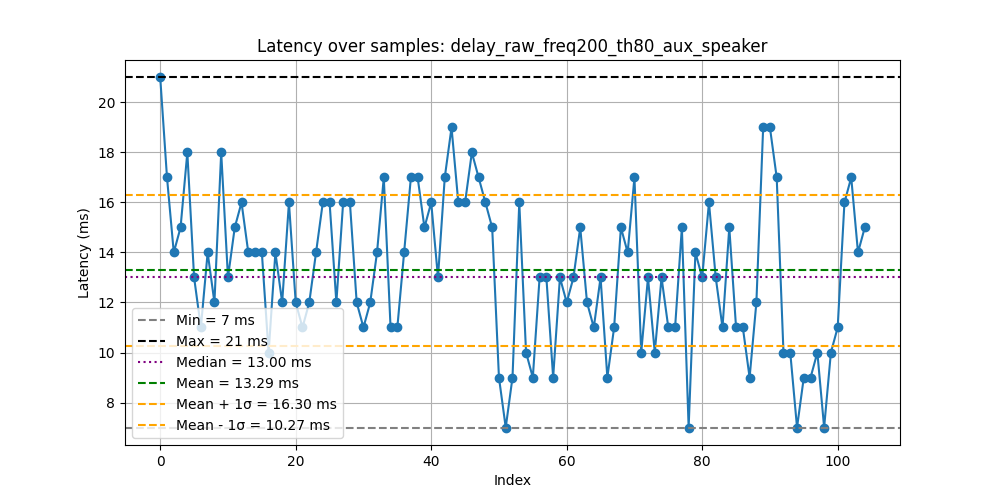 Latency over samples: delay_raw_freq200_th80_aux_speaker
Latency (ms)
20
18
16
14
12
10
8
Min = 7 ms
Max = 21 ms
Median = 13.00 ms
Mean = 13.29 ms
Mean + 1σ = 16.30 ms
Mean - 1σ = 10.27 ms
0 20 40 60 80 100
Index